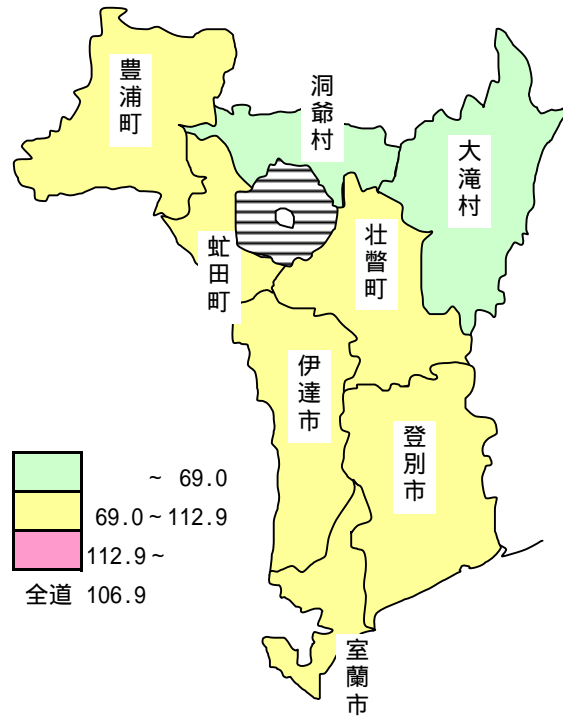 豊浦町
洞爺村
大滝村
虻田町
壮瞥町
伊達市
登別市
～ 69.0
69.0～112.9
112.9～
全道 106.9
室蘭市